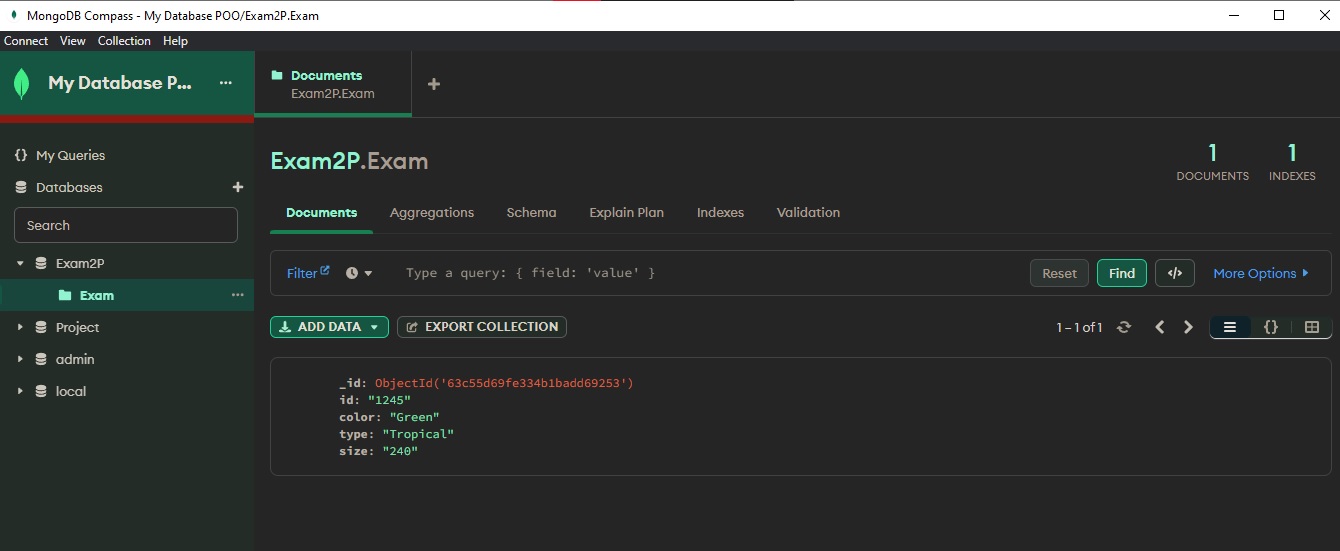 MongoDB Compass - My Database POO/Exam2P.Exam
Connect View Collection Help
My Database P...
Documents
Exam2P.Exam
My Queries
Databases
Search
Exam2P
Exam
Project
admin
local
Exam2P.Exam
1 DOCUMENTS
1 INDEXES
Documents Aggregations Schema Explain Plan Indexes Validation
Filter Type a query: { field: 'value' } Reset Find </> More Options
ADD DATA EXPORT COLLECTION 1 – 1 of 1 {}
_id: ObjectId('63c55d69fe334b1badd69253')
id: "1245"
color: "Green"
type: "Tropical"
size: "240"